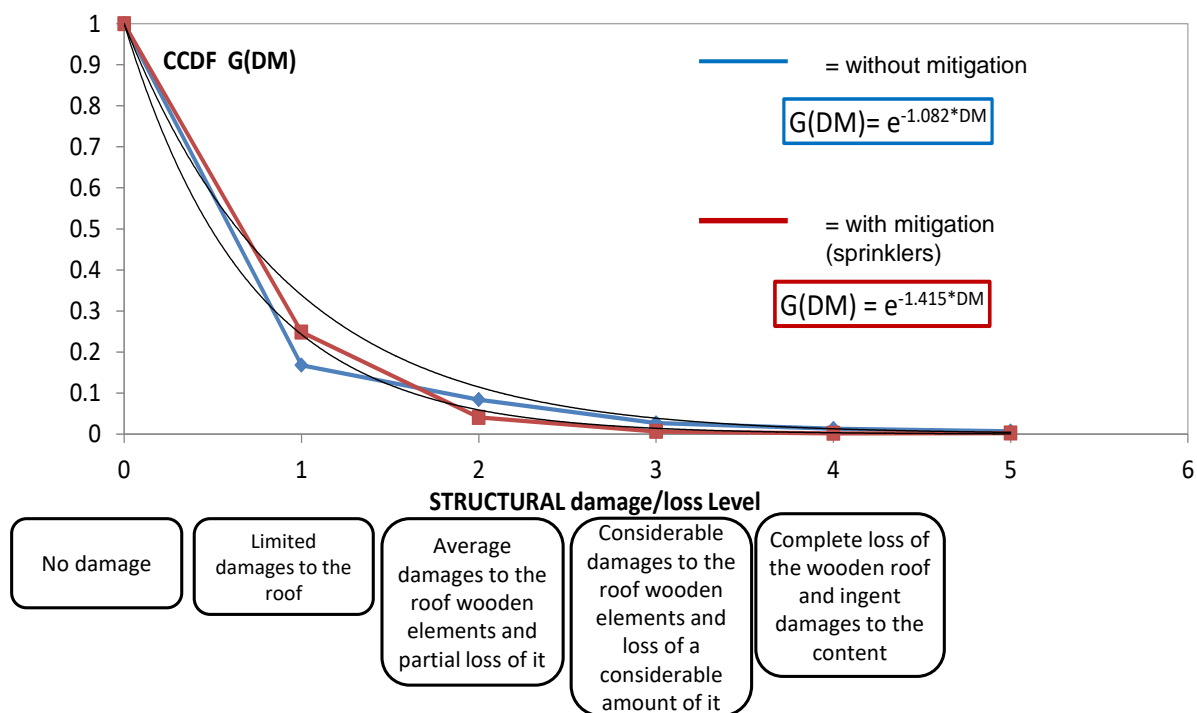 1
0.9
0.8
0.7
0.6
0.5
0.4
0.3
0.2
0.1
0
CCDF G(DM)
= without mitigation
G(DM)= e^-1.082*DM
= with mitigation
(sprinklers)
G(DM) = e^-1.415*DM
0 1 2 3 4 5 6
STRUCTURAL damage/loss Level
No damage
Limited
damages to the
roof
Average
damages to the
roof wooden
elements and
partial loss of it
Considerable
damages to the
roof wooden
elements and
loss of a
considerable
amount of it
Complete loss of
the wooden roof
and ingent
damages to the
content